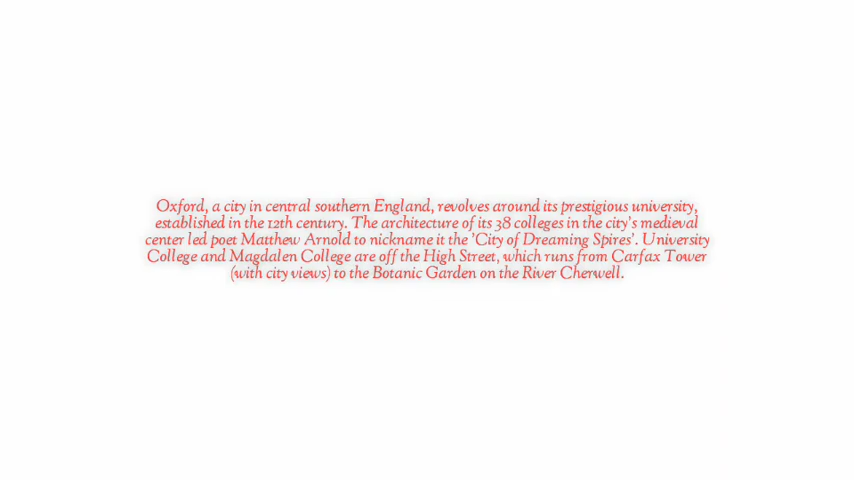 Oxford, a city in central southern England, revolves around its prestigious university,
established in the 12th century. The architecture of its 38 colleges in the city's medieval
center led poet Matthew Arnold to nickname it the 'City of Dreaming Spires'. University
College and Magdalen College are off the High Street, which runs from Carfax Tower
(with city views) to the Botanic Garden on the River Cherwell.